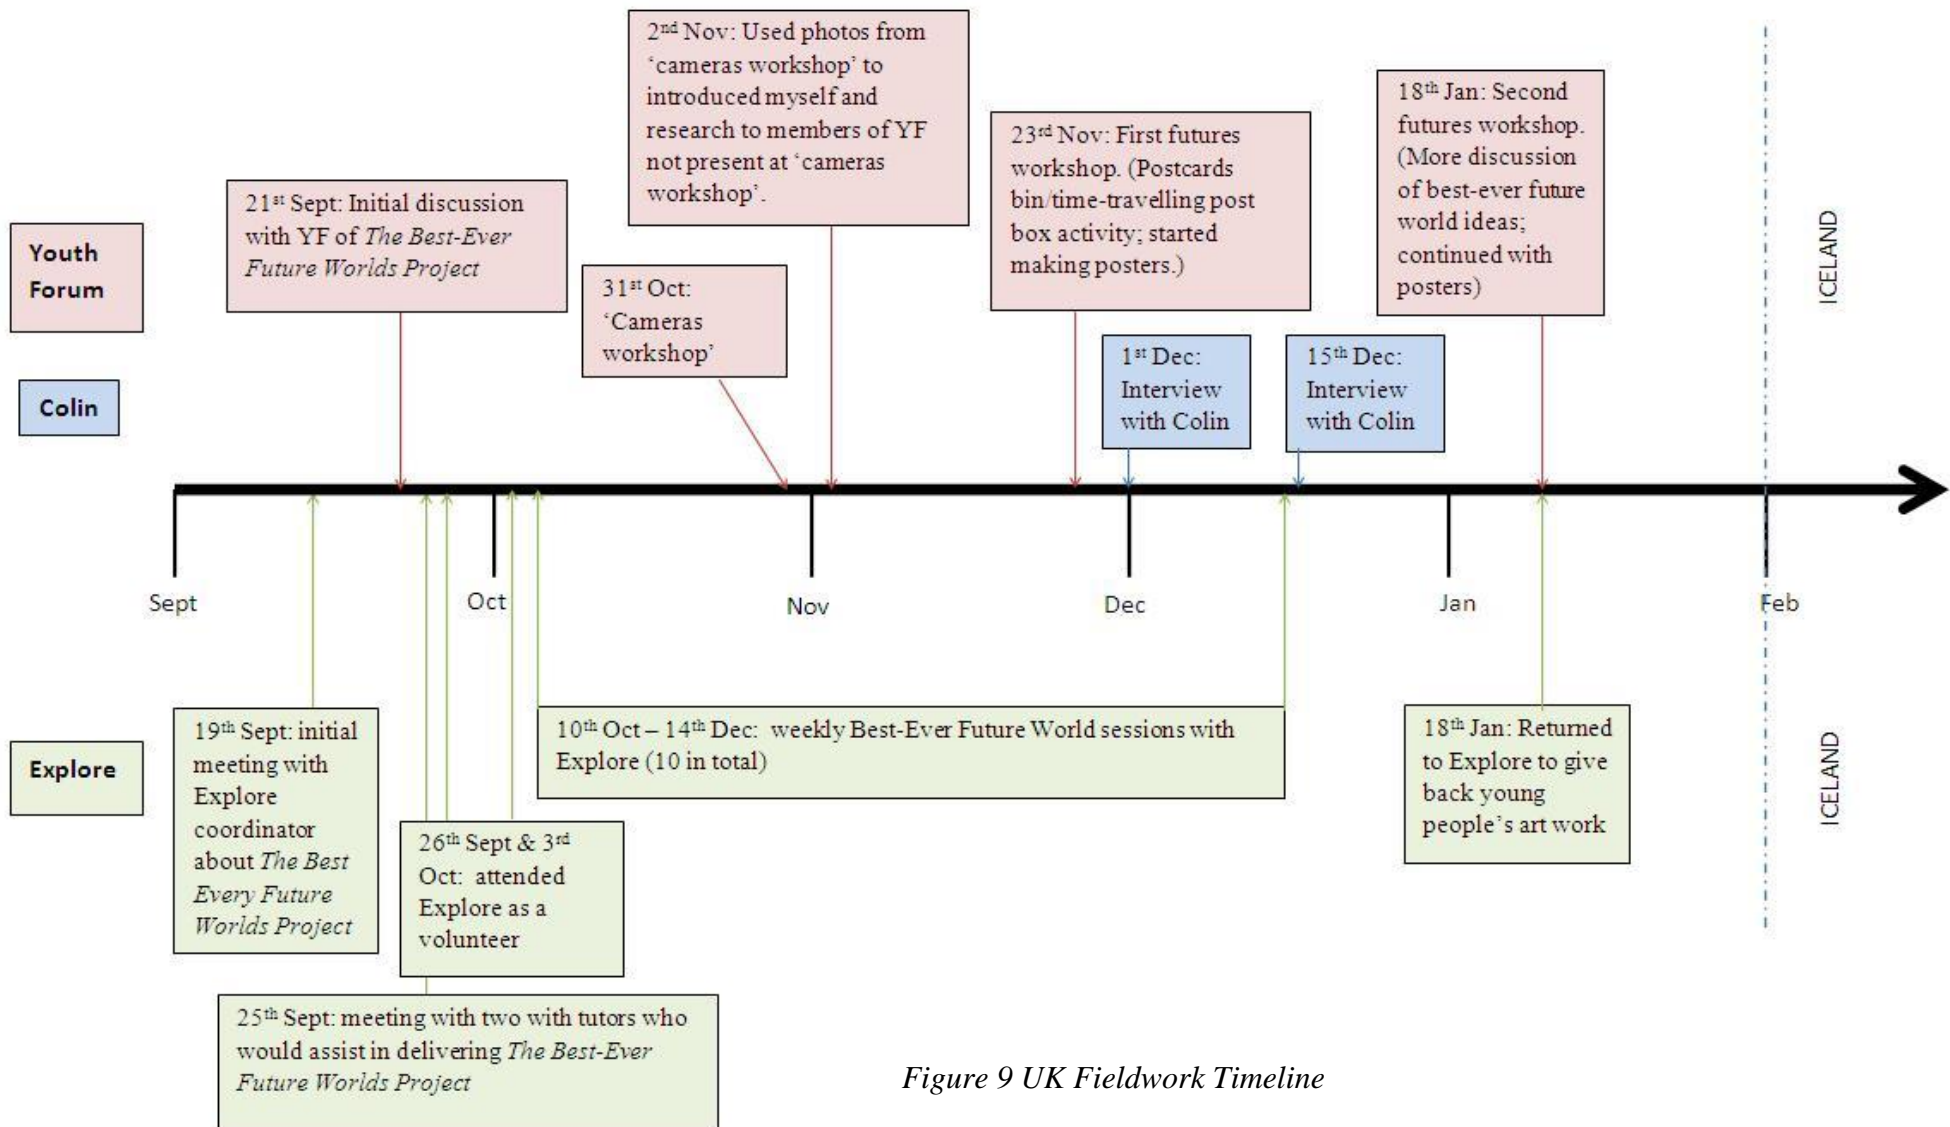 2nd Nov: Used photos from
‘cameras workshop’ to
introduced myself and
research to members of YF
not present at ‘cameras
workshop’.
18th Jan: Second
futures workshop.
(More discussion
of best-ever future
world ideas;
continued with
posters)
23rd Nov: First futures
workshop. (Postcards
bin/time-travelling post
box activity; started
making posters.)
21st Sept: Initial discussion
with YF of The Best-Ever
Future Worlds Project
Youth
Forum
31st Oct:
‘Cameras
workshop’
ICELAND
Colin
1st Dec:
Interview
with Colin
15th Dec:
Interview
with Colin
Sept
Oct
Nov
Dec
Jan
Feb
Explore
19th Sept: initial
meeting with
Explore
coordinator
about The Best
Every Future
Worlds Project
10th Oct – 14th Dec: weekly Best-Ever Future World sessions with
Explore (10 in total)
18th Jan: Returned
to Explore to give
back young
people’s art work
ICELAND
26th Sept & 3rd
Oct: attended
Explore as a
volunteer
25th Sept: meeting with two with tutors who
would assist in delivering The Best-Ever
Future Worlds Project
Figure 9 UK Fieldwork Timeline